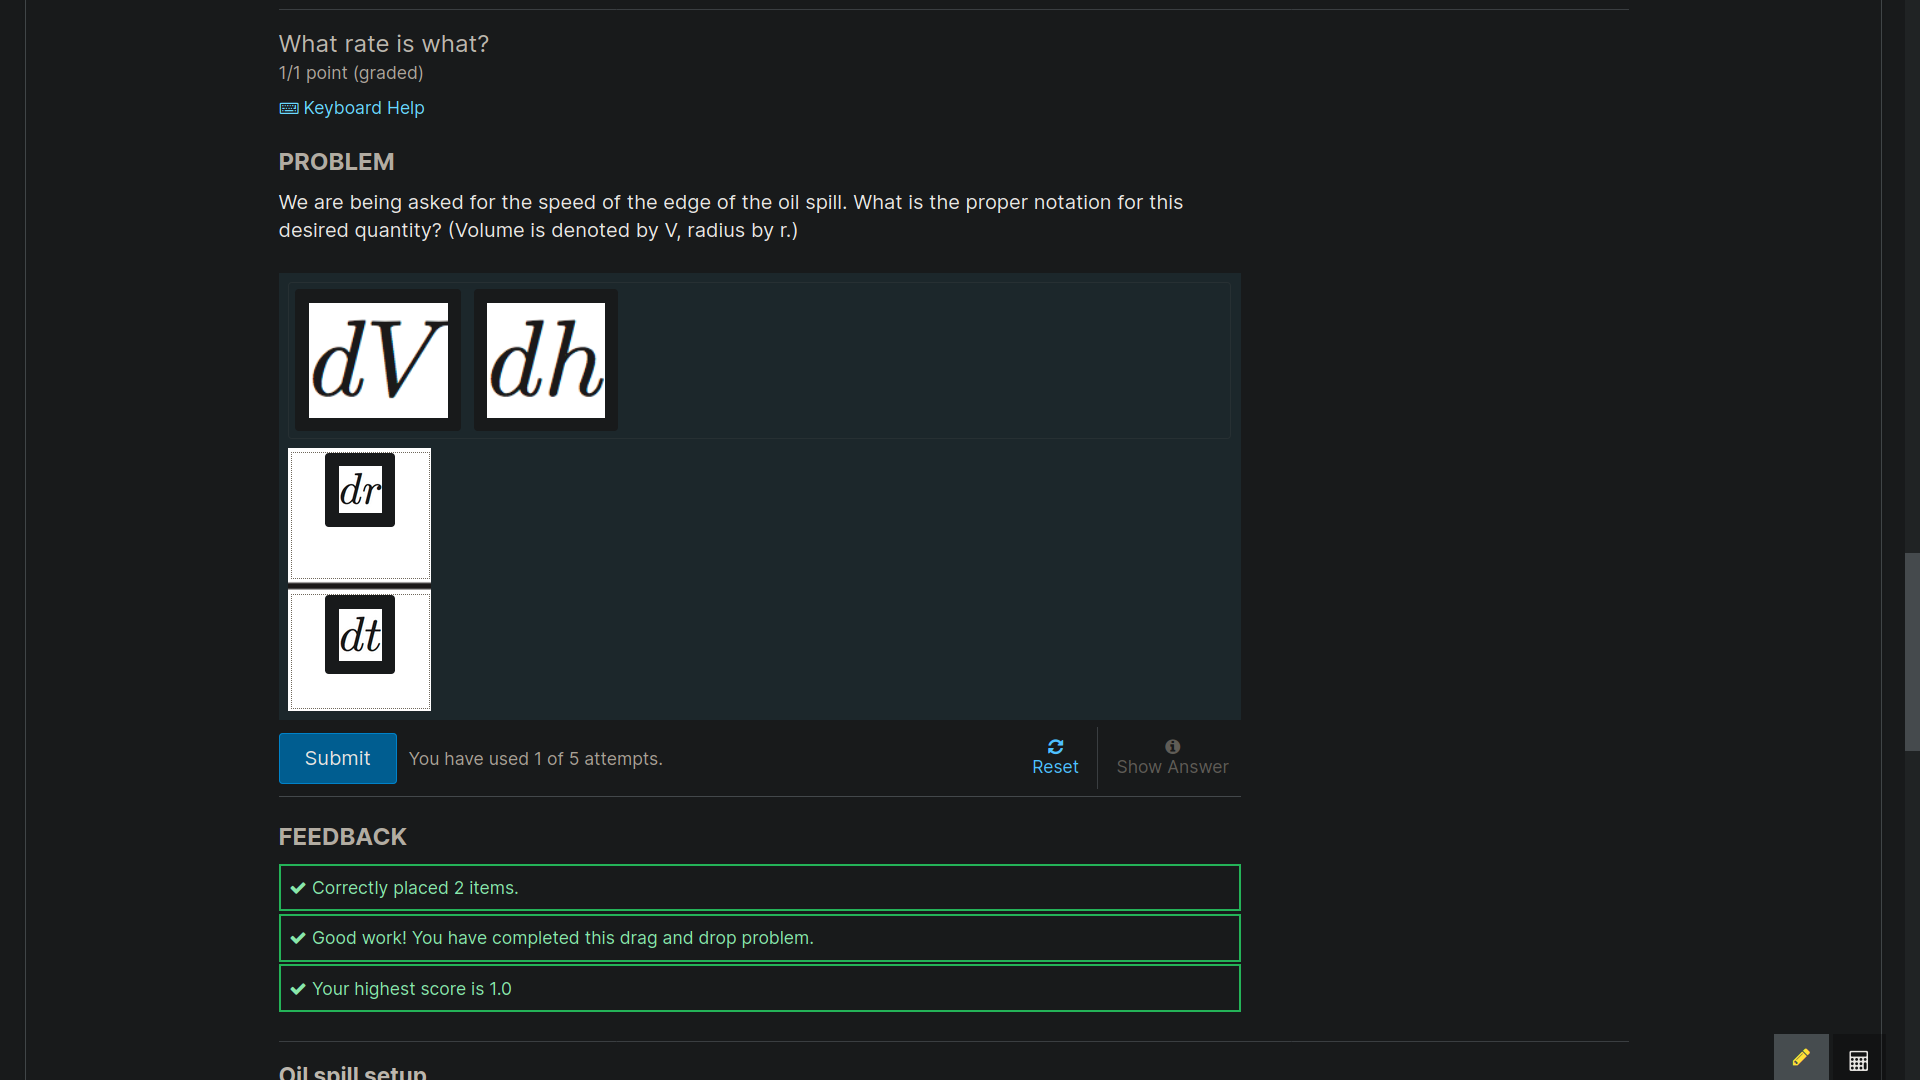 What rate is what?
1/1 point (graded)
Keyboard Help
PROBLEM
We are being asked for the speed of the edge of the oil spill. What is the proper notation for this
desired quantity? (Volume is denoted by V, radius by r.)
dV dh
dr
dt
Submit You have used 1 of 5 attempts. Reset Show Answer
FEEDBACK
Correctly placed 2 items.
Good work! You have completed this drag and drop problem.
Your highest score is 1.0
Oil spill setup